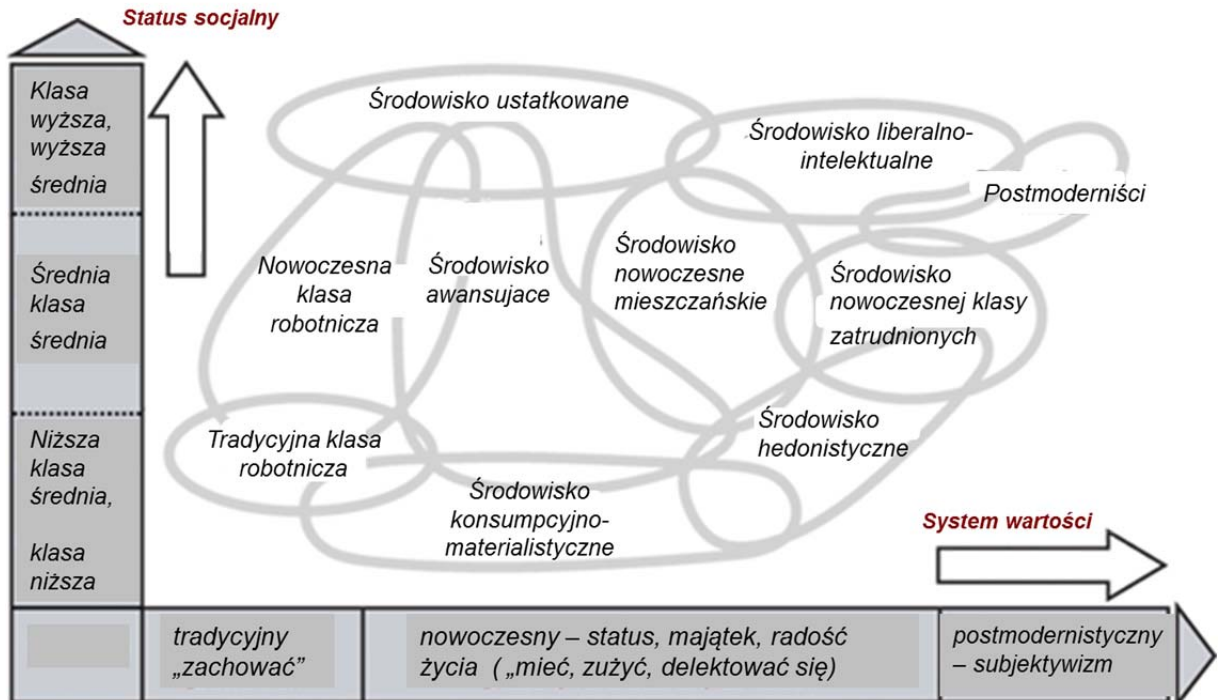 Status socjalny
Klasa
wyższa,
wyższa
średnia
Średnia
klasa
średnia
Niższa
klasa
średnia,
klasa
niższa
Środowisko ustatkowane
Środowisko liberalno-
intelektualne
Postmoderniści
Nowoczesna
klasa
robotnicza
Środowisko
awansujace
Środowisko
nowoczesne
mieszczańskie
Środowisko
nowoczesnej klasy
zatrudnionych
Tradycyjna klasa
robotnicza
Środowisko
hedonistyczne
Środowisko
konsumpcyjno-
materialistyczne
System wartości
tradycyjny
„zachować”
nowoczesny – status, majątek, radość
życia ( „mieć, zużyć, delektować się)
postmodernistyczny
– subjektywizm